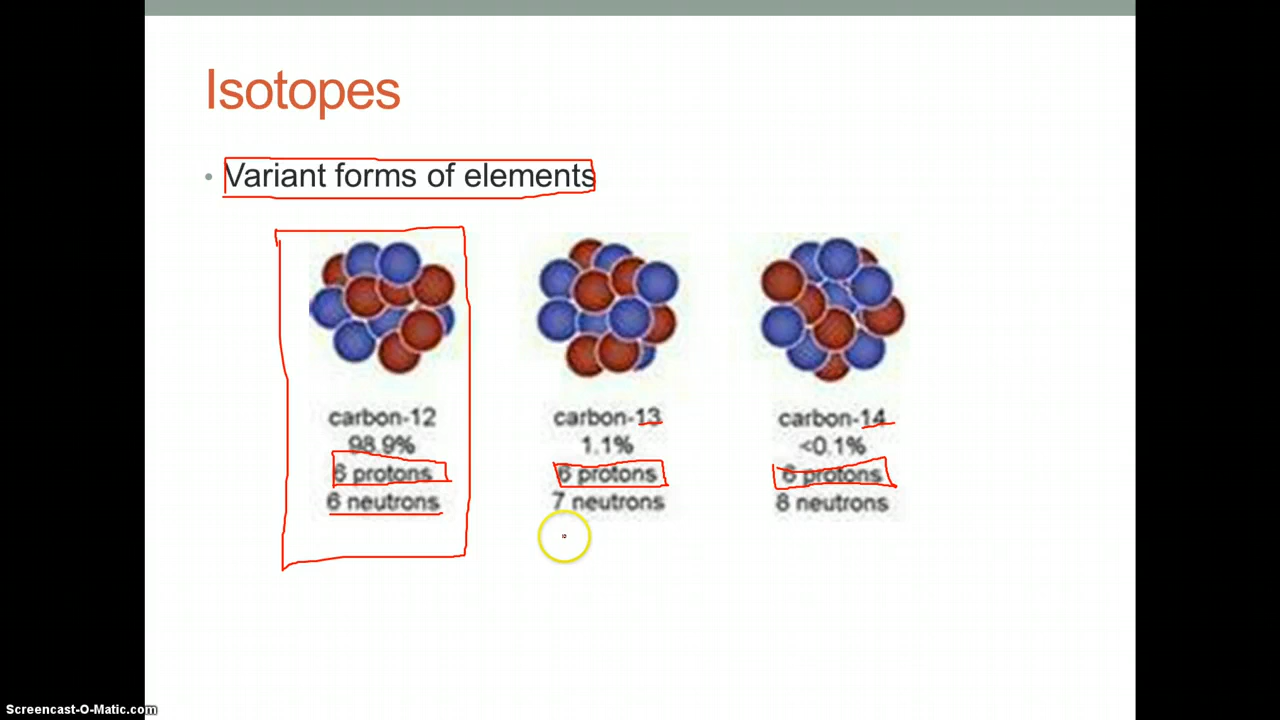 Isotopes
• Variant forms of elements
carbon-12
98.9%
6 protons
6 neutrons
carbon-13
1.1%
6 protons
7 neutrons
carbon-14
<0.1%
6 protons
8 neutrons
Screencast-O-Matic.com